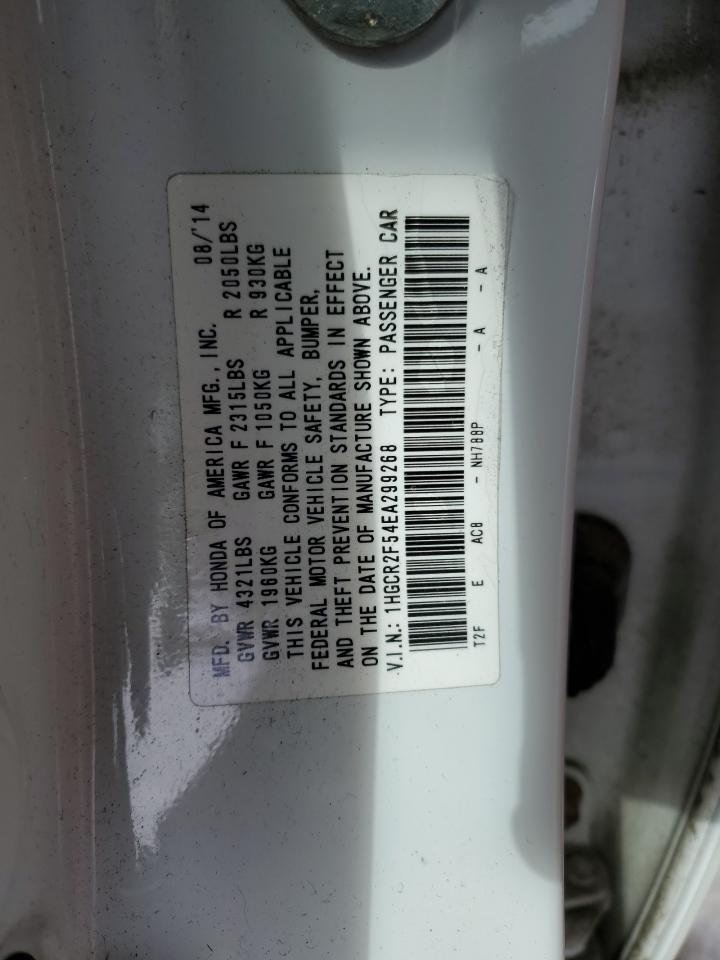 MFD. BY HONDA OF AMERICA MFG., INC. 08/'14
GVWR 4321LBS GAWR F 2315LBS R 2050LBS
GVWR 1960KG GAWR F 1050KG R 930KG
THIS VEHICLE CONFORMS TO ALL APPLICABLE
FEDERAL MOTOR VEHICLE SAFETY, BUMPER,
AND THEFT PREVENTION STANDARDS IN EFFECT
ON THE DATE OF MANUFACTURE SHOWN ABOVE.
V.I.N.: 1HGCR2F54EA299268 TYPE: PASSENGER CAR
T2F E AC8 - NH788P - A - A